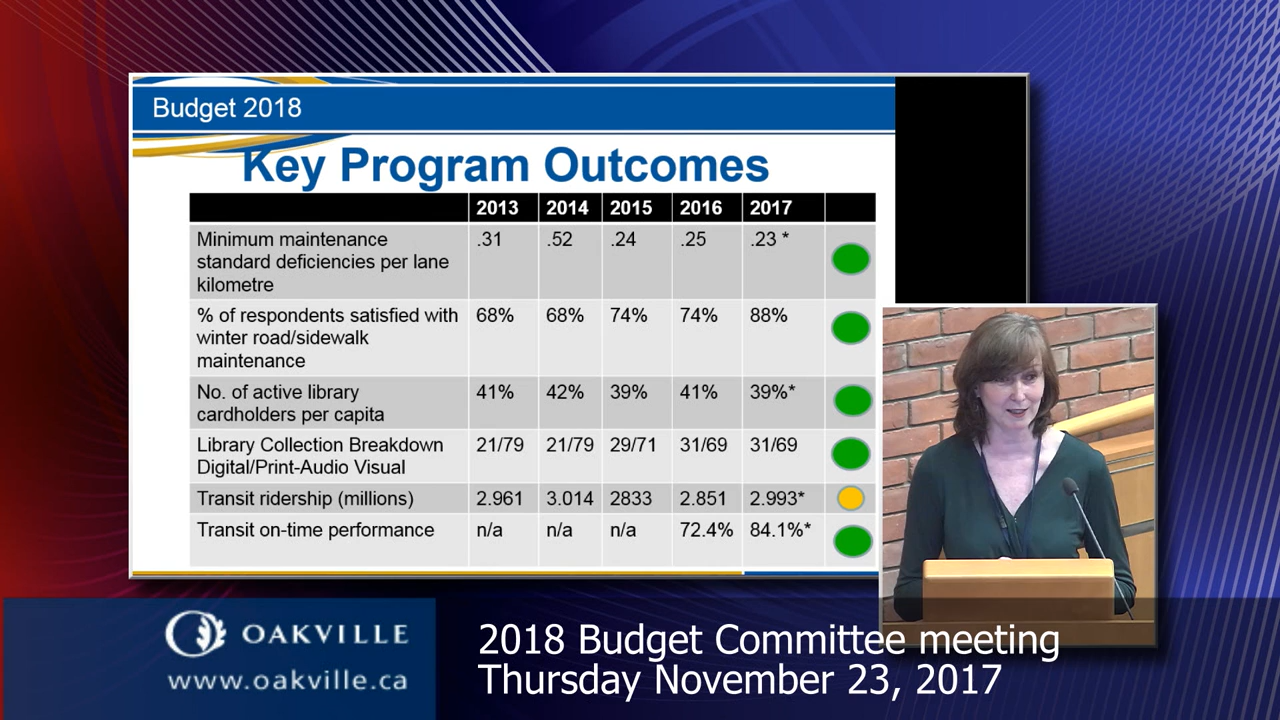 Budget 2018
Key Program Outcomes
2013 2014 2015 2016 2017
Minimum maintenance .31 .52 .24 .25 .23 *
standard deficiencies per lane
kilometre
% of respondents satisfied with 68% 68% 74% 74% 88%
winter road/sidewalk
maintenance
No. of active library 41% 42% 39% 41% 39%*
cardholders per capita
Library Collection Breakdown 21/79 21/79 29/71 31/69 31/69
Digital/Print-Audio Visual
Transit ridership (millions) 2.961 3.014 2833 2.851 2.993*
Transit on-time performance n/a n/a n/a 72.4% 84.1%*
OAKVILLE
www.oakville.ca
2018 Budget Committee meeting
Thursday November 23, 2017